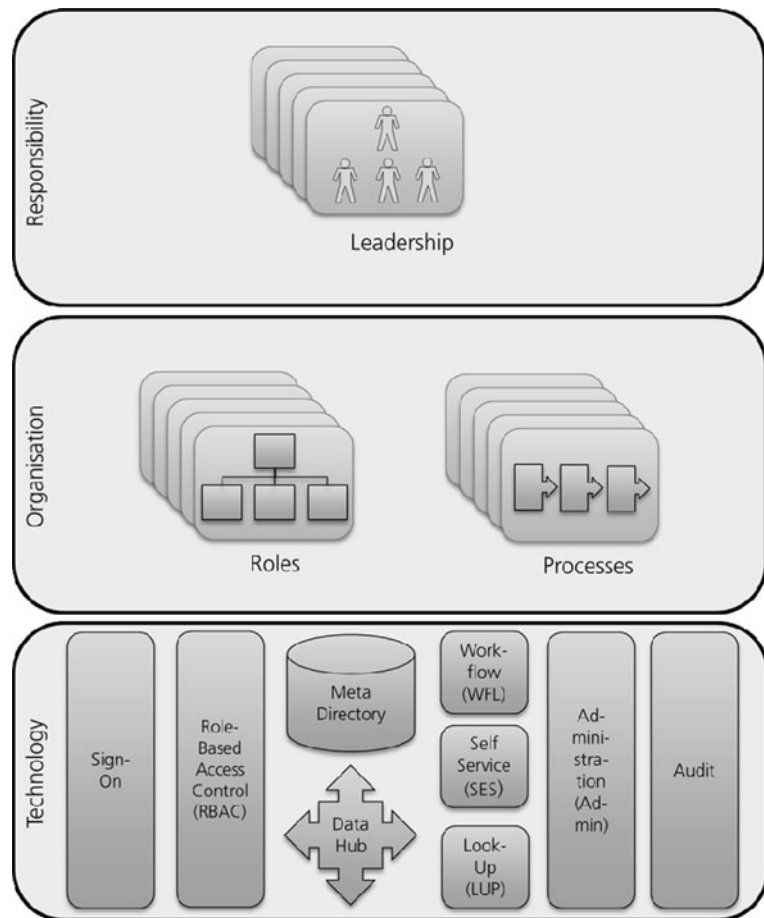 Responsibility
Leadership
Organisation
Roles
Processes
Technology
Sign-
On
Role-
Based
Access
Control
(RBAC)
Meta
Directory
Data
Hub
Work-
flow
(WFL)
Self
Service
(SES)
Look-
Up
(LUP)
Ad-
mini-
stra-
tion
(Ad-
min)
Audit